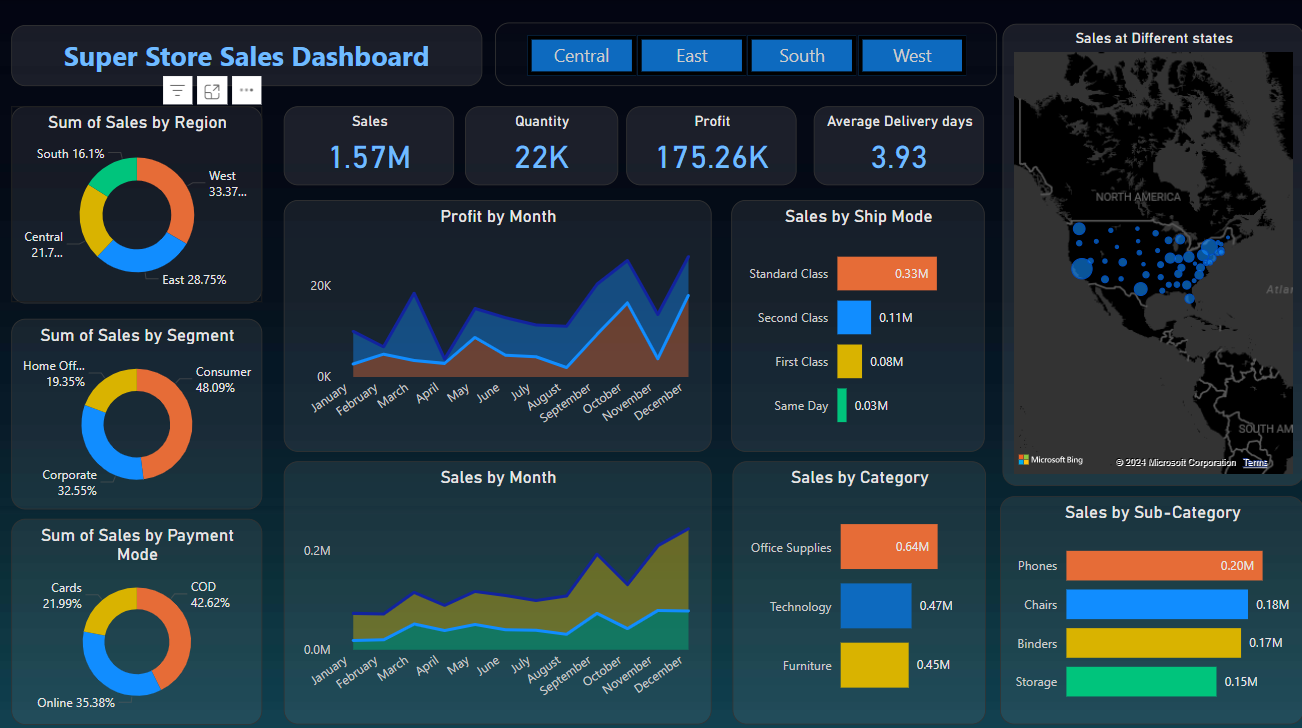 Super Store Sales Dashboard
Central
East
South
West
Sales at Different states
Sum of Sales by Region
South 16.1%
West
33.37...
Central
21.7...
East 28.75%
Sales
1.57M
Quantity
22K
Profit
175.26K
Average Delivery days
3.93
Profit by Month
20K
0K
January
February
March
April
May
June
July
August
September
October
November
December
Sales by Ship Mode
Standard Class
0.33M
Second Class
0.11M
First Class
0.08M
Same Day
0.03M
NORTH AMERICA
SOUTH AM
Microsoft Bing
© 2024 Microsoft Corporation Terms
Sum of Sales by Segment
Home Off...
19.35%
Consumer
48.09%
Corporate
32.55%
Sales by Month
0.2M
0.0M
January
February
March
April
May
June
July
August
September
October
November
December
Sales by Category
Office Supplies
0.64M
Technology
0.47M
Furniture
0.45M
Sales by Sub-Category
Phones
0.20M
Chairs
0.18M
Binders
0.17M
Storage
0.15M
Sum of Sales by Payment
Mode
Cards
21.99%
COD
42.62%
Online 35.38%